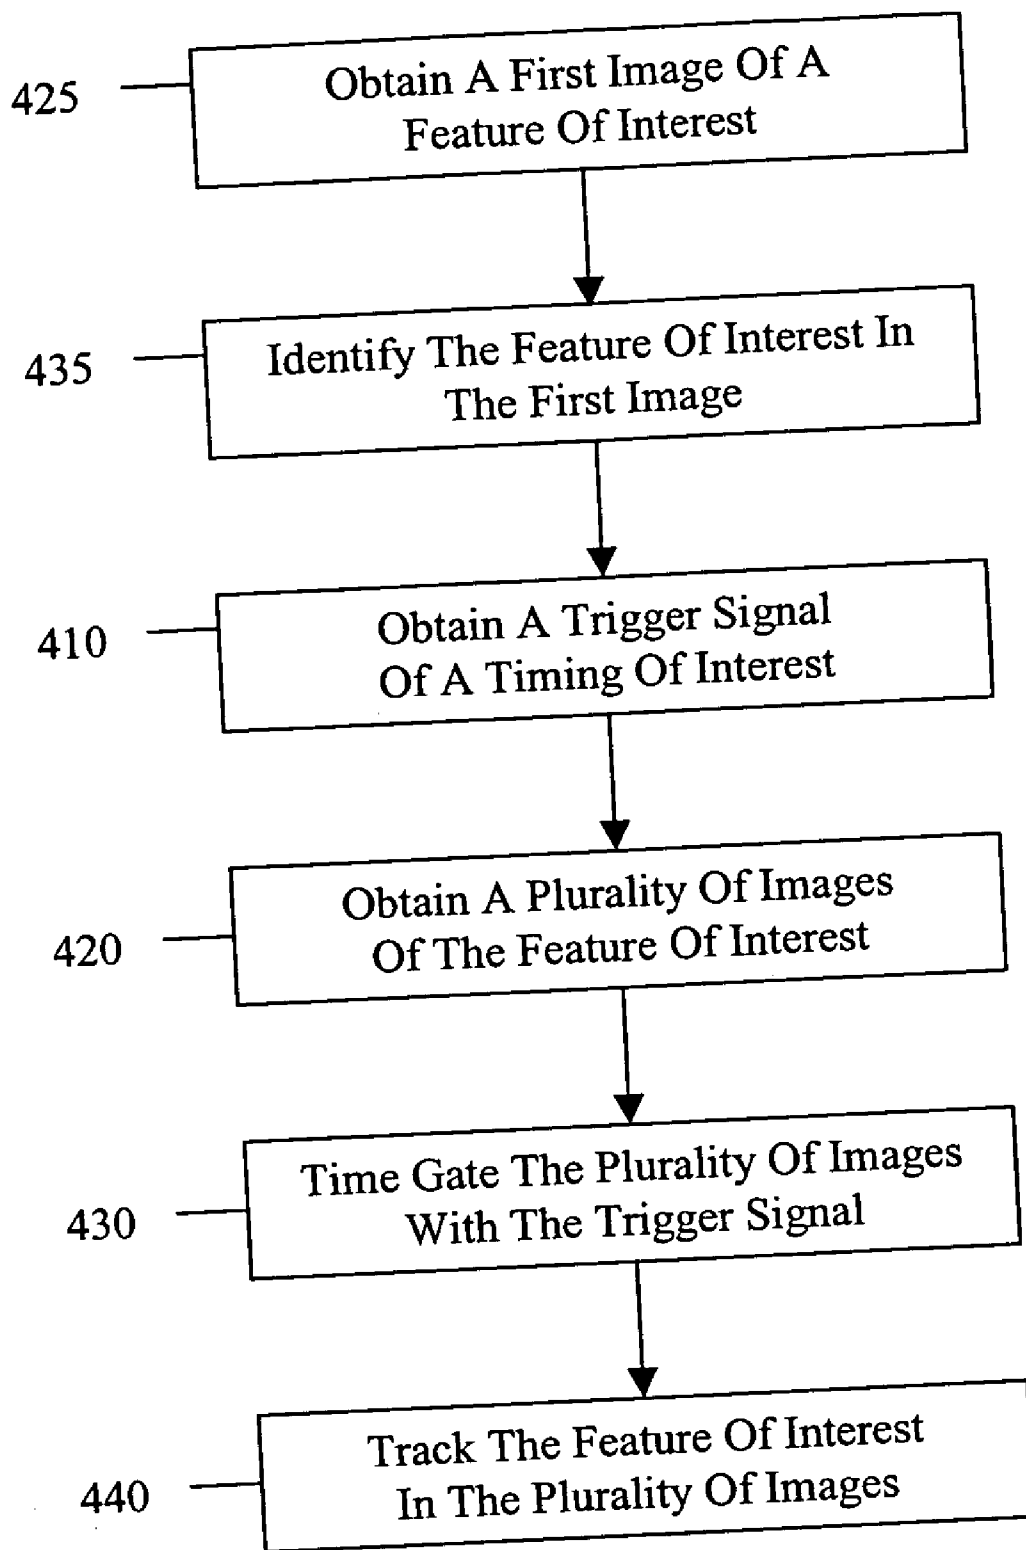 425
Obtain A First Image Of A
Feature Of Interest
435
Identify The Feature Of Interest In
The First Image
410
Obtain A Trigger Signal
Of A Timing Of Interest
420
Obtain A Plurality Of Images
Of The Feature Of Interest
430
Time Gate The Plurality Of Images
With The Trigger Signal
440
Track The Feature Of Interest
In The Plurality Of Images